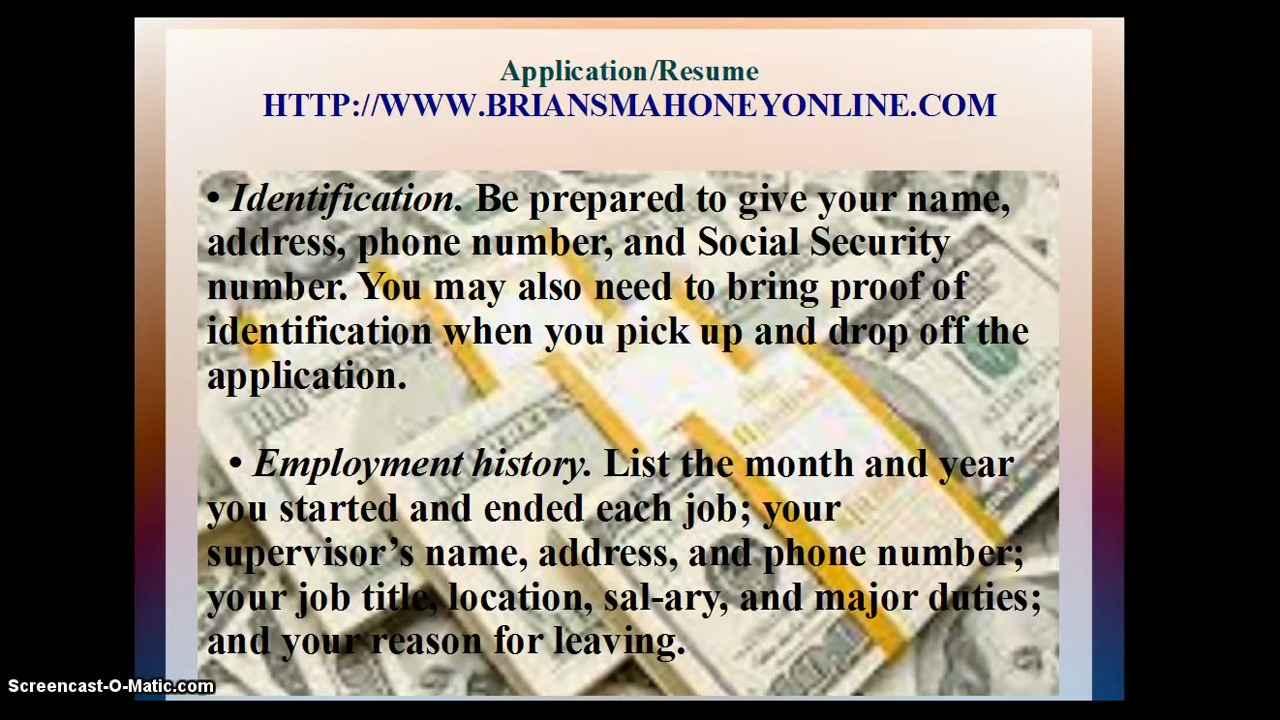 Application/Resume
HTTP://WWW.BRIANSMAHONEYONLINE.COM
• Identification. Be prepared to give your name,
address, phone number, and Social Security
number. You may also need to bring proof of
identification when you pick up and drop off the
application.
• Employment history. List the month and year
you started and ended each job; your
supervisor’s name, address, and phone number;
your job title, location, sal-ary, and major duties;
and your reason for leaving.
Screencast-O-Matic.com